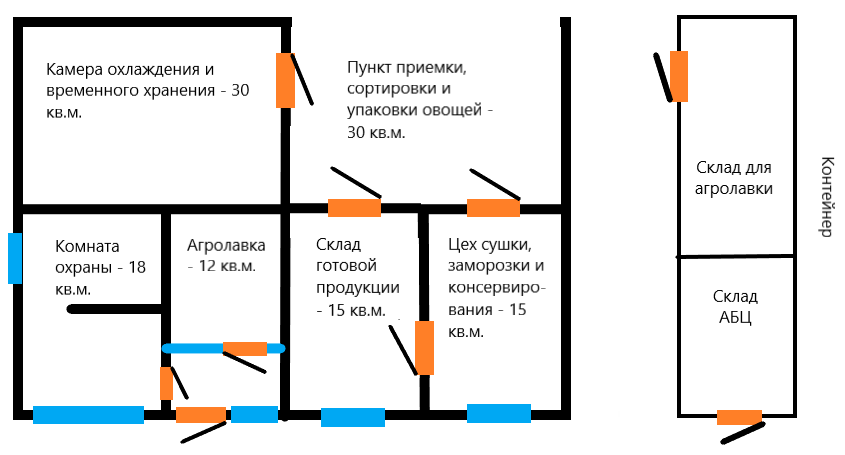 Камера охлаждения и
временного хранения - 30
кв.м.
Пункт приемки,
сортировки и
упаковки овощей -
30 кв.м.
Комната
охраны - 18
кв.м.
Агролавка
- 12 кв.м.
Склад
готовой
продукции
- 15 кв.м.
Цех сушки,
заморозки и
консервиро-
вания - 15
кв.м.
Склад для
агролавки
Склад
АБЦ
Контейнер